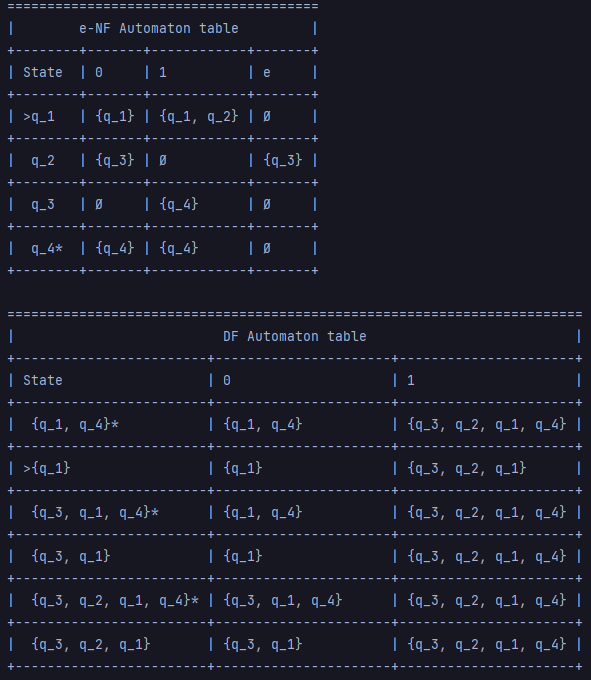 =======================================
|        e-NF Automaton table         |
+--------+-------+-------------+-------+
| State  | 0     | 1           | e     |
+--------+-------+-------------+-------+
| >q_1   | {q_1} | {q_1, q_2} | Ø     |
+--------+-------+-------------+-------+
|  q_2   | {q_3} | Ø           | {q_3} |
+--------+-------+-------------+-------+
|  q_3   | Ø     | {q_4}       | Ø     |
+--------+-------+-------------+-------+
|  q_4*  | {q_4} | {q_4}       | Ø     |
+--------+-------+-------------+-------+
========================================================================
|                          DF Automaton table                          |
+-------------------------+----------------------+----------------------+
| State                   | 0                    | 1                    |
+-------------------------+----------------------+----------------------+
|  {q_1, q_4}*            | {q_1, q_4}           | {q_3, q_2, q_1, q_4} |
+-------------------------+----------------------+----------------------+
| >{q_1}                  | {q_1}                | {q_3, q_2, q_1}      |
+-------------------------+----------------------+----------------------+
|  {q_3, q_1, q_4}*       | {q_1, q_4}           | {q_3, q_2, q_1, q_4} |
+-------------------------+----------------------+----------------------+
|  {q_3, q_1}             | {q_1}                | {q_3, q_2, q_1, q_4} |
+-------------------------+----------------------+----------------------+
|  {q_3, q_2, q_1, q_4}*  | {q_3, q_1, q_4}      | {q_3, q_2, q_1, q_4} |
+-------------------------+----------------------+----------------------+
|  {q_3, q_2, q_1}        | {q_3, q_1}           | {q_3, q_2, q_1, q_4} |
+-------------------------+----------------------+----------------------+